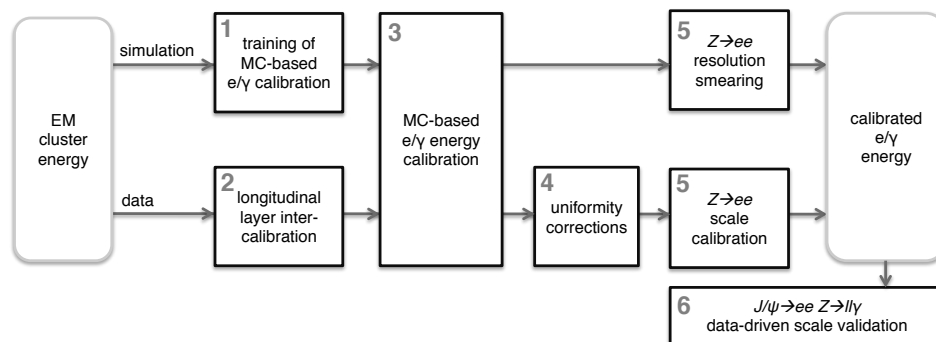 EM
cluster
energy
simulation
data
1
training of
MC-based
e/γ calibration
2
longitudinal
layer inter-
calibration
3
MC-based
e/γ energy
calibration
4
uniformity
corrections
5
Z→ee
resolution
smearing
5
Z→ee
scale
calibration
calibrated
e/γ
energy
6
J/ψ→ee Z→llγ
data-driven scale validation